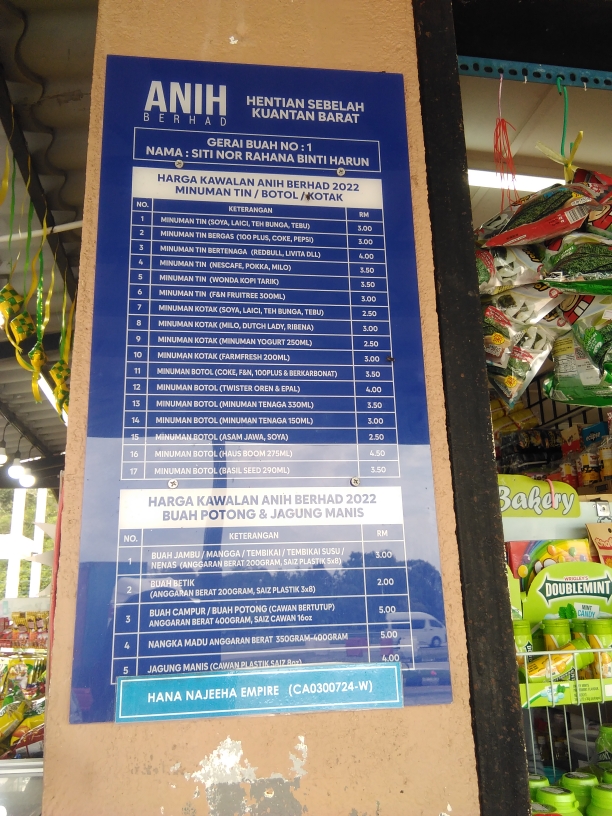 ANIH
BERHAD
HENTIAN SEBELAH
KUANTAN BARAT
GERAI BUAH NO : 1
NAMA : SITI NOR RAHANA BINTI HARUN
HARGA KAWALAN ANIH BERHAD 2022
MINUMAN TIN / BOTOL / KOTAK
NO. KETERANGAN RM
1 MINUMAN TIN (SOYA, LAICI, TEH BUNGA, TEBU) 3.00
2 MINUMAN TIN BERGAS (100 PLUS, COKE, PEPSI) 3.00
3 MINUMAN TIN BERTENAGA (REDBULL, LIVITA DLL) 4.00
4 MINUMAN TIN (NESCAFE, POKKA, MILO) 3.50
5 MINUMAN TIN (WONDA KOPI TARIK) 3.50
6 MINUMAN TIN (F&N FRUITREE 300ML) 3.00
7 MINUMAN KOTAK (SOYA, LAICI, TEH BUNGA, TEBU) 2.50
8 MINUMAN KOTAK (MILO, DUTCH LADY, RIBENA) 3.00
9 MINUMAN KOTAK (MINUMAN YOGURT 250ML) 2.50
10 MINUMAN KOTAK (FARMFRESH 200ML) 3.00
11 MINUMAN BOTOL (COKE, F&N, 100PLUS & BERKARBONAT) 3.50
12 MINUMAN BOTOL (TWISTER OREN & EPAL) 4.00
13 MINUMAN BOTOL (MINUMAN TENAGA 330ML) 3.50
14 MINUMAN BOTOL (MINUMAN TENAGA 150ML) 3.00
15 MINUMAN BOTOL (ASAM JAWA, SOYA) 2.50
16 MINUMAN BOTOL (HAUS BOOM 275ML) 4.50
17 MINUMAN BOTOL (BASIL SEED 290ML) 3.50
HARGA KAWALAN ANIH BERHAD 2022
BUAH POTONG & JAGUNG MANIS
NO. KETERANGAN RM
1 BUAH JAMBU / MANGGA / TEMBIKAI / TEMBIKAI SUSU / 3.00
NENAS (ANGGARAN BERAT 200GRAM, SAIZ PLASTIK 5x8)
2 BUAH BETIK 2.00
(ANGGARAN BERAT 200GRAM, SAIZ PLASTIK 3x8)
3 BUAH CAMPUR / BUAH POTONG (CAWAN BERTUTUP) 5.00
ANGGARAN BERAT 400GRAM, SAIZ CAWAN 16oz
4 NANGKA MADU ANGGARAN BERAT 350GRAM-400GRAM 5.00
5 JAGUNG MANIS (CAWAN PLASTIK SAIZ 8oz) 4.00
HANA NAJEEHA EMPIRE (CA0300724-W)
Bakery
WRIGLEY'S
DOUBLEMINT
MINT
CANDY